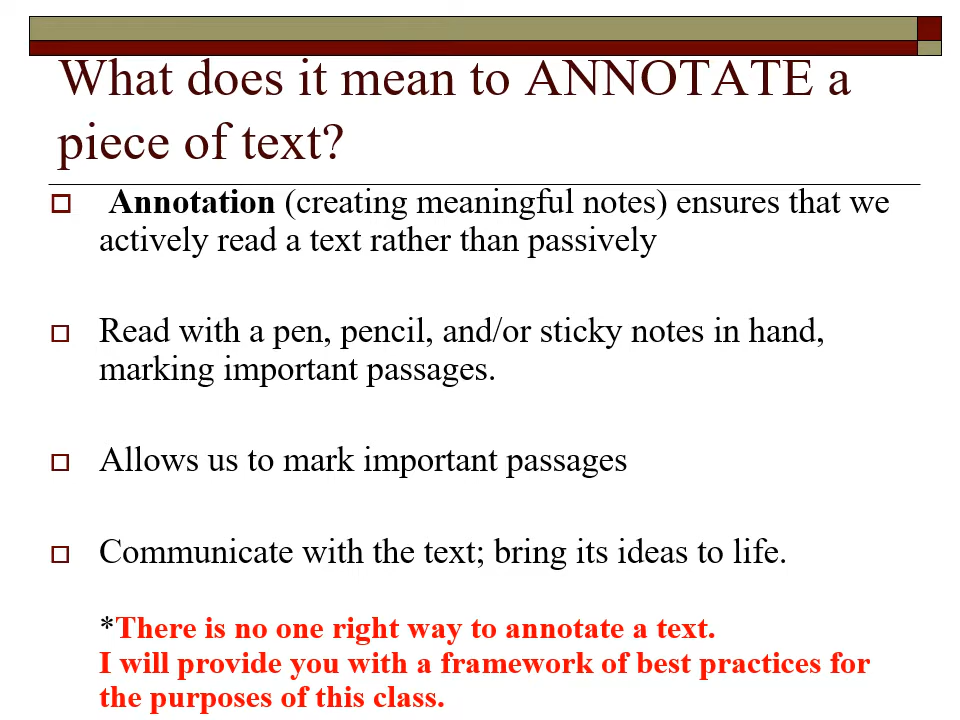 What does it mean to ANNOTATE a
piece of text?
Annotation (creating meaningful notes) ensures that we
actively read a text rather than passively
Read with a pen, pencil, and/or sticky notes in hand,
marking important passages.
Allows us to mark important passages
Communicate with the text; bring its ideas to life.
*There is no one right way to annotate a text.
I will provide you with a framework of best practices for
the purposes of this class.